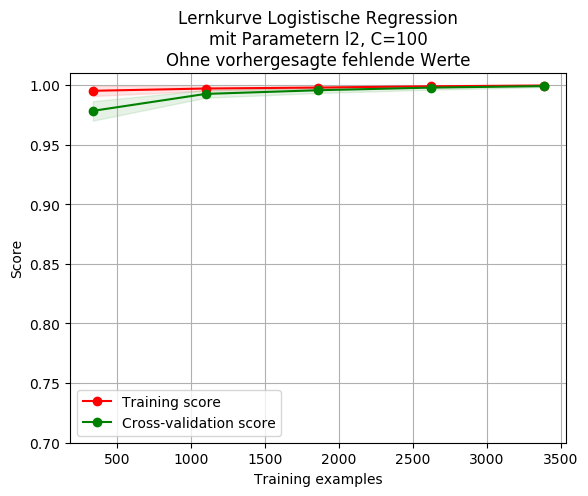 Lernkurve Logistische Regression
mit Parametern l2, C=100
Ohne vorhergesagte fehlende Werte
1.00
0.95
0.90
0.85
0.80
0.75
0.70
Score
Training score
Cross-validation score
500 1000 1500 2000 2500 3000 3500
Training examples